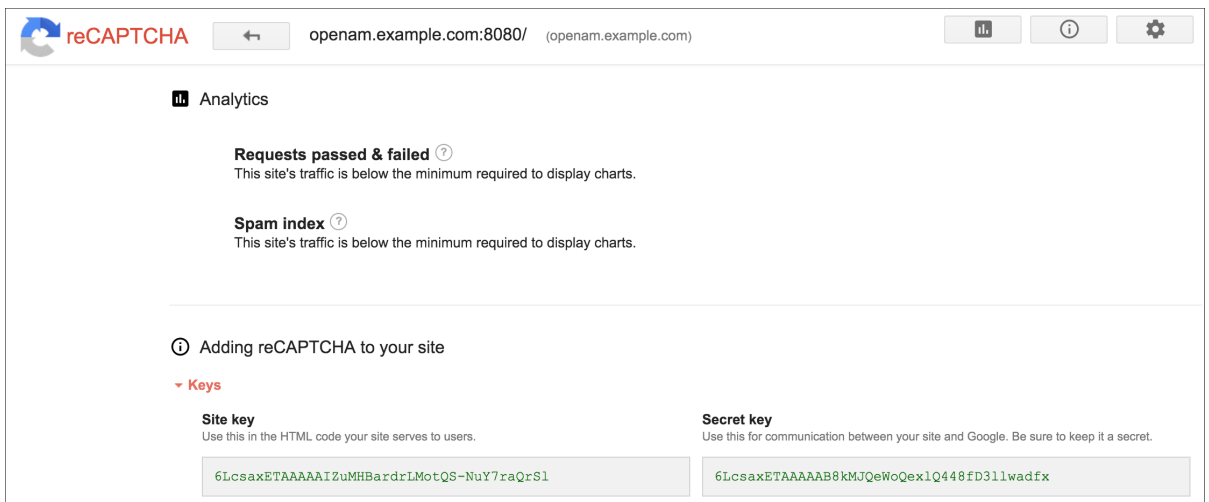 reCAPTCHA openam.example.com:8080/ (openam.example.com)
Analytics
Requests passed & failed ?
This site's traffic is below the minimum required to display charts.
Spam index ?
This site's traffic is below the minimum required to display charts.
Adding reCAPTCHA to your site
Keys
Site key
Use this in the HTML code your site serves to users.
6LcsaxETAAAAAIZuMHBardrLMotQS-NuY7raQrSl
Secret key
Use this for communication between your site and Google. Be sure to keep it a secret.
6LcsaxETAAAAAB8kMJQeWoQexlQ448fD3llwadfx